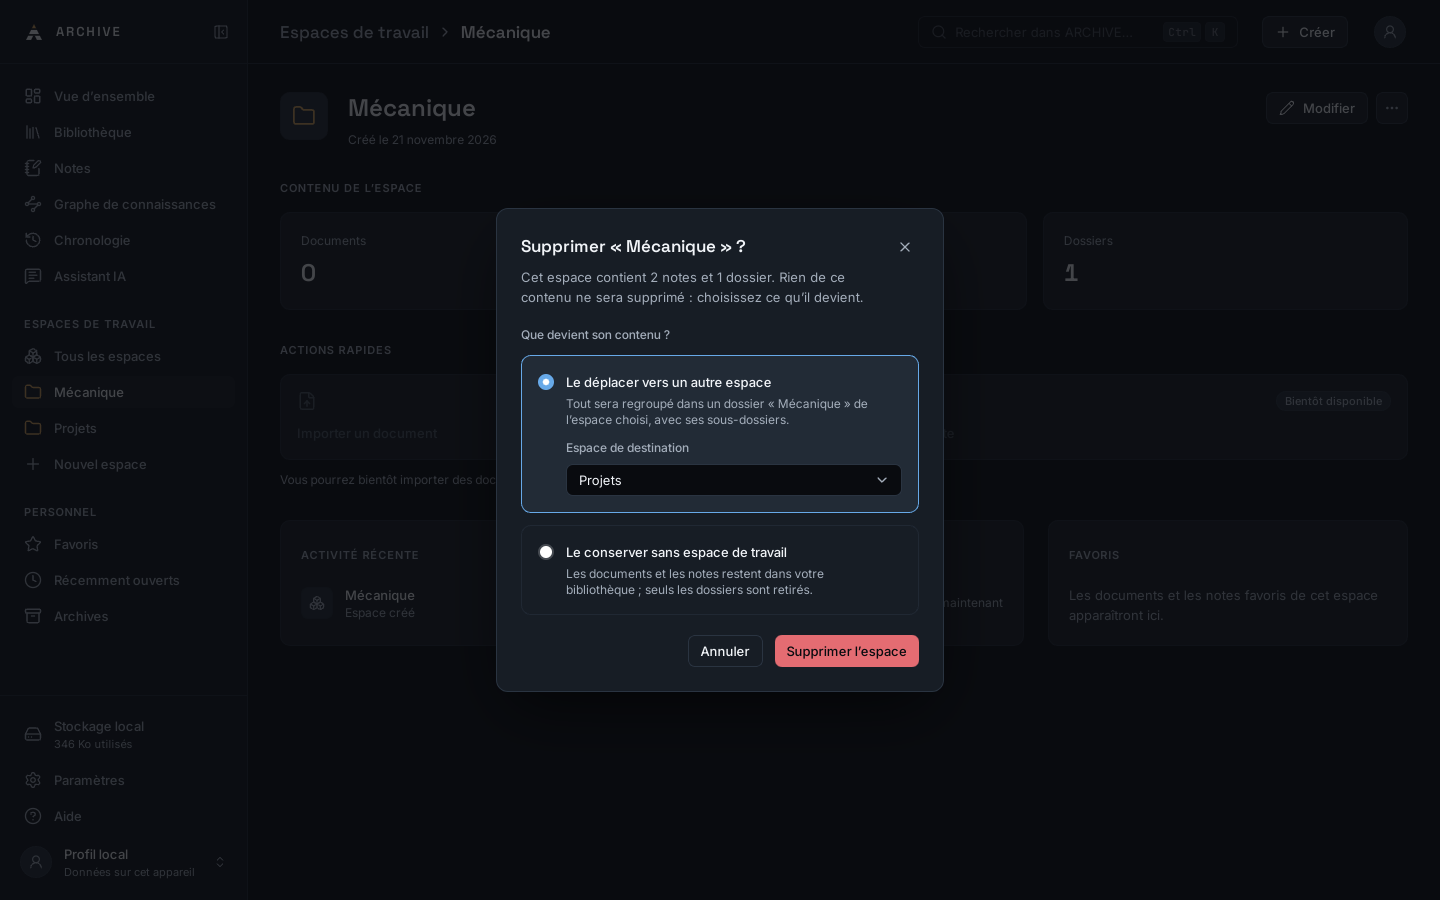 ARCHIVE
Espaces de travail > Mécanique
Rechercher dans ARCHIVE...
Ctrl K
Créer
Vue d'ensemble
Bibliothèque
Notes
Graphe de connaissances
Chronologie
Assistant IA
ESPACES DE TRAVAIL
Tous les espaces
Mécanique
Projets
Nouvel espace
PERSONNEL
Favoris
Récemment ouverts
Archives
Stockage local
346 Ko utilisés
Paramètres
Aide
Profil local
Données sur cet appareil
Mécanique
Créé le 21 novembre 2026
Modifier
CONTENU DE L'ESPACE
Documents
0
Dossiers
1
ACTIONS RAPIDES
Importer un document
Bientôt disponible
Vous pourrez bientôt importer des
ACTIVITÉ RÉCENTE
Mécanique
Espace créé
maintenant
FAVORIS
Les documents et les notes favoris de cet espace
apparaîtront ici.
Supprimer « Mécanique » ?
Cet espace contient 2 notes et 1 dossier. Rien de ce
contenu ne sera supprimé : choisissez ce qu'il devient.
Que devient son contenu ?
Le déplacer vers un autre espace
Tout sera regroupé dans un dossier « Mécanique » de
l'espace choisi, avec ses sous-dossiers.
Espace de destination
Projets
Le conserver sans espace de travail
Les documents et les notes restent dans votre
bibliothèque ; seuls les dossiers sont retirés.
Annuler
Supprimer l'espace